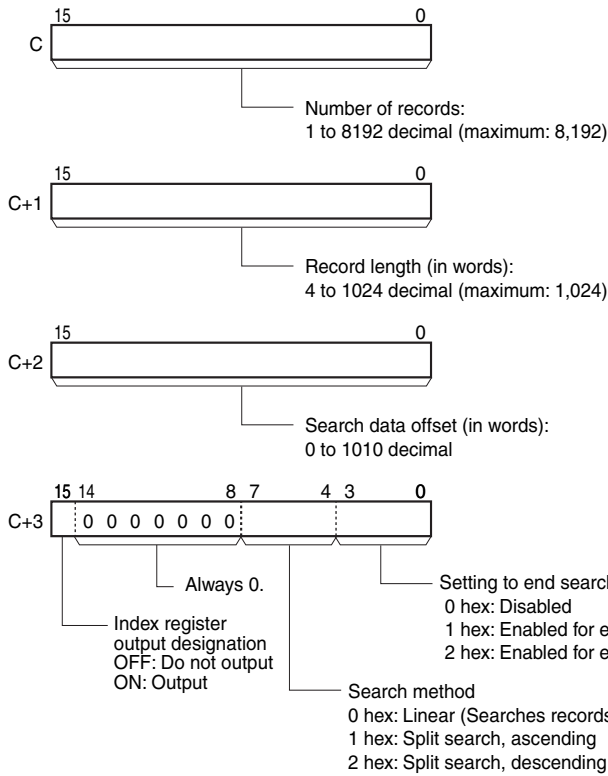 15 0
C
Number of records:
1 to 8192 decimal (maximum: 8,192)
15 0
C+1
Record length (in words):
4 to 1024 decimal (maximum: 1,024)
15 0
C+2
Search data offset (in words):
0 to 1010 decimal
15 14 8 7 4 3 0
C+3 0 0 0 0 0 0 0
Always 0.
Setting to end search
0 hex: Disabled
1 hex: Enabled for e
2 hex: Enabled for e
Index register
output designation
OFF: Do not output
ON: Output
Search method
0 hex: Linear (Searches records
1 hex: Split search, ascending
2 hex: Split search, descending